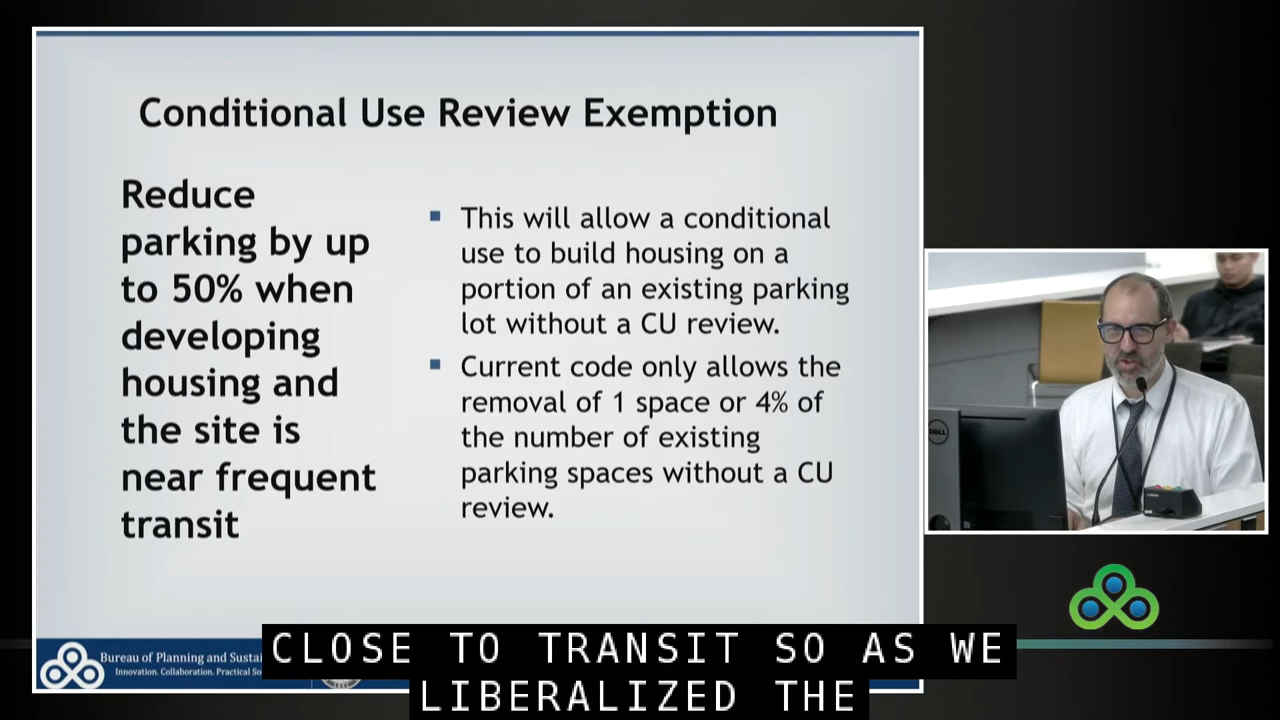 Conditional Use Review Exemption
Reduce
parking by up
to 50% when
developing
housing and
the site is
near frequent
transit
This will allow a conditional
use to build housing on a
portion of an existing parking
lot without a CU review.
Current code only allows the
removal of 1 space or 4% of
the number of existing
parking spaces without a CU
review.
DELL
Bureau of Planning and Sustai
Innovation. Collaboration. Practical So
CLOSE TO TRANSIT SO AS WE
LIBERALIZED THE